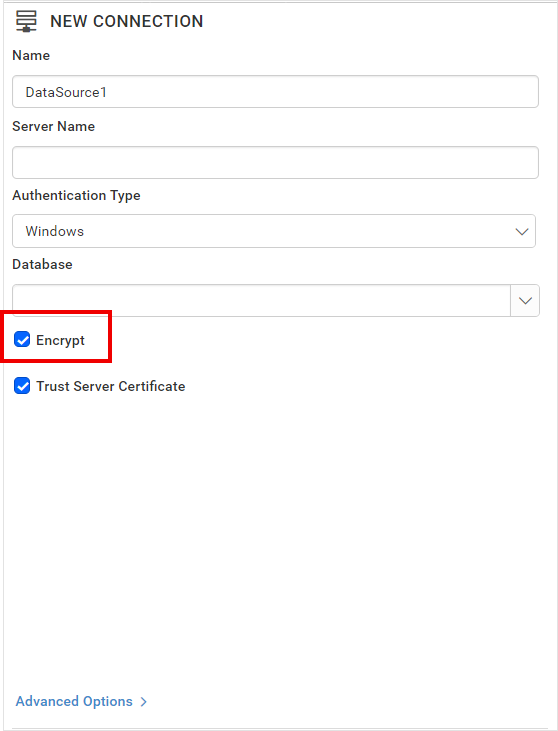 NEW CONNECTION
Name
DataSource1
Server Name
Authentication Type
Windows
Database
Encrypt
Trust Server Certificate
Advanced Options